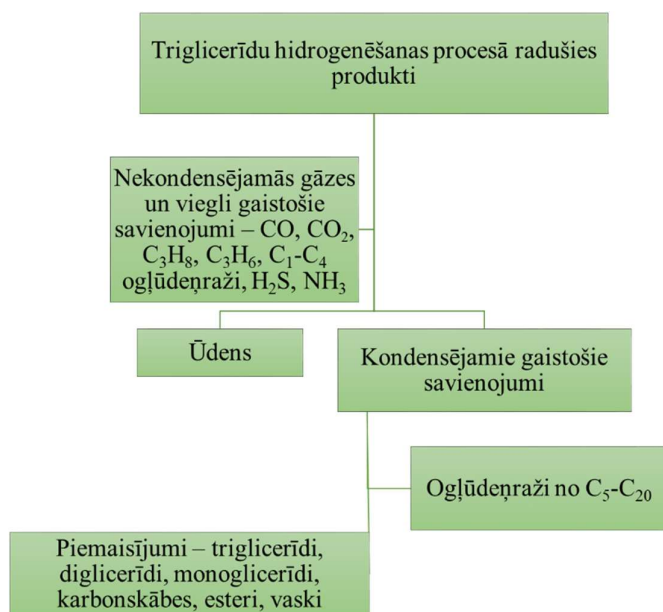 Triglicerīdu hidrogenēšanas procesā radušies
produkti
Nekondensējamās gāzes
un viegli gaistošie
savienojumi – CO, CO₂,
C₃H₈, C₃H₆, C₁-C₄
ogļūdeņraži, H₂S, NH₃
Ūdens
Kondensējamie gaistošie
savienojumi
Ogļūdeņraži no C₅-C₂₀
Piemaisījumi – triglicerīdi,
diglicerīdi, monoglicerīdi,
karbonskābes, esteri, vaski